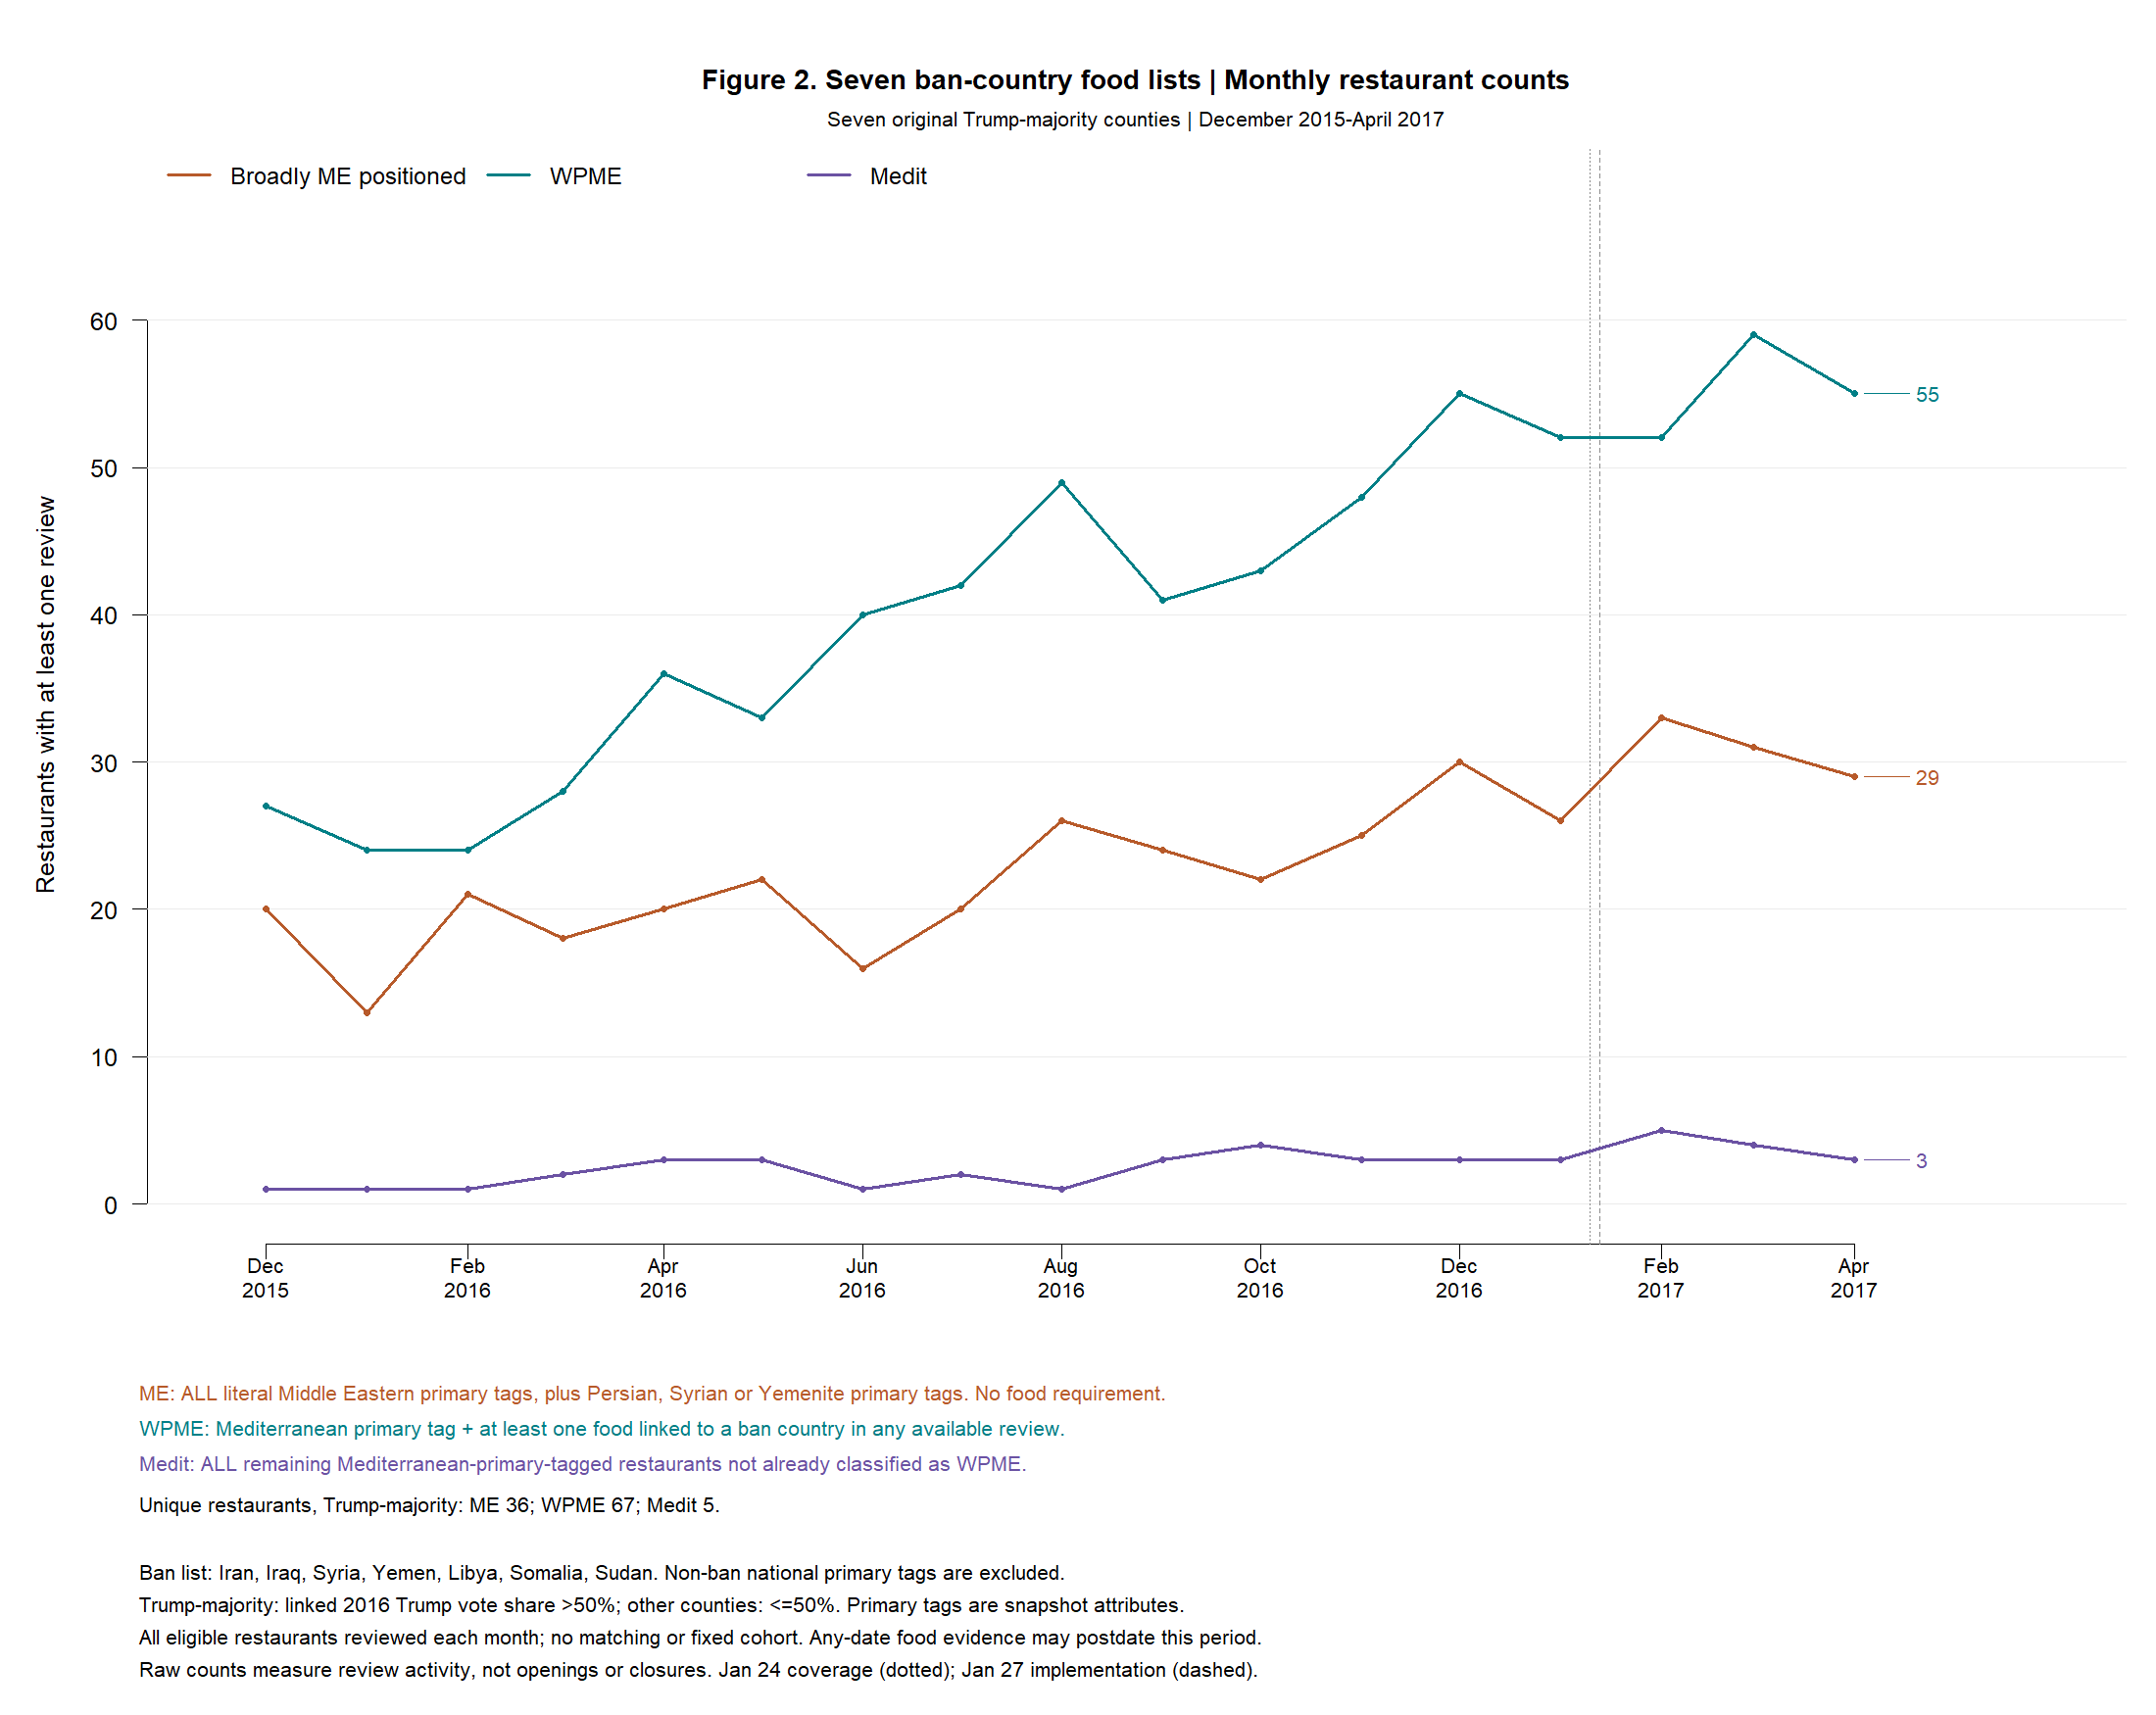 Figure 2. Seven ban-country food lists | Monthly restaurant counts
Seven original Trump-majority counties | December 2015-April 2017
Broadly ME positioned WPME Medit
Restaurants with at least one review
60
50
40
30
20
10
0
55
29
3
Dec 2015
Feb 2016
Apr 2016
Jun 2016
Aug 2016
Oct 2016
Dec 2016
Feb 2017
Apr 2017
ME: ALL literal Middle Eastern primary tags, plus Persian, Syrian or Yemenite primary tags. No food requirement.
WPME: Mediterranean primary tag + at least one food linked to a ban country in any available review.
Medit: ALL remaining Mediterranean-primary-tagged restaurants not already classified as WPME.
Unique restaurants, Trump-majority: ME 36; WPME 67; Medit 5.
Ban list: Iran, Iraq, Syria, Yemen, Libya, Somalia, Sudan. Non-ban national primary tags are excluded.
Trump-majority: linked 2016 Trump vote share >50%; other counties: <=50%. Primary tags are snapshot attributes.
All eligible restaurants reviewed each month; no matching or fixed cohort. Any-date food evidence may postdate this period.
Raw counts measure review activity, not openings or closures. Jan 24 coverage (dotted); Jan 27 implementation (dashed).